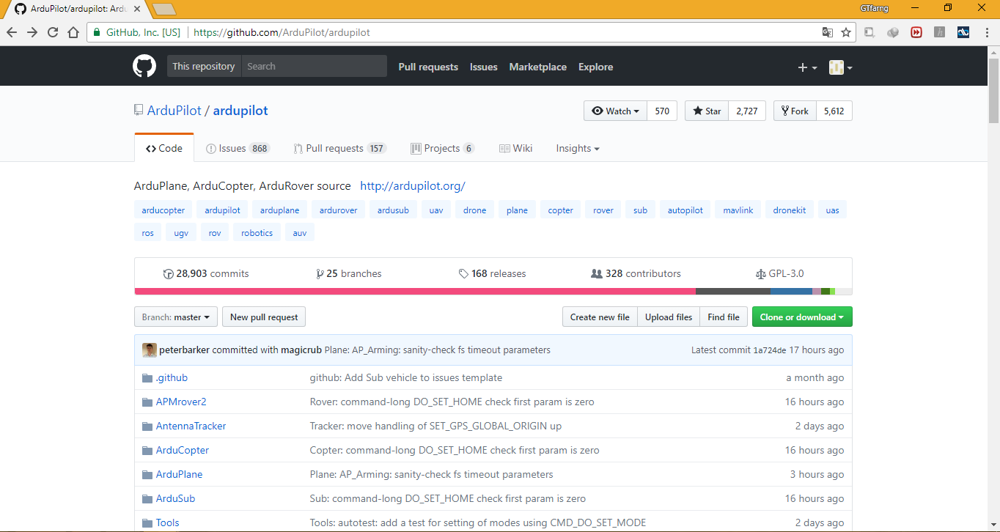 ArduPilot/ardupilot: Ardu
GTfarng
GitHub, Inc. [US] https://github.com/ArduPilot/ardupilot
This repository Search Pull requests Issues Marketplace Explore
ArduPilot / ardupilot Watch 570 Star 2,727 Fork 5,612
Code Issues 868 Pull requests 157 Projects 6 Wiki Insights
ArduPlane, ArduCopter, ArduRover source http://ardupilot.org/
arducopter ardupilot arduplane ardurover ardusub uav drone plane copter rover sub autopilot mavlink dronekit uas
ros ugv rov robotics auv
28,903 commits 25 branches 168 releases 328 contributors GPL-3.0
Branch: master New pull request Create new file Upload files Find file Clone or download
peterbarker committed with magicrub Plane: AP_Arming: sanity-check fs timeout parameters Latest commit 1a724de 17 hours ago
.github github: Add Sub vehicle to issues template a month ago
APMrover2 Rover: command-long DO_SET_HOME check first param is zero 16 hours ago
AntennaTracker Tracker: move handling of SET_GPS_GLOBAL_ORIGIN up 2 days ago
ArduCopter Copter: command-long DO_SET_HOME check first param is zero 16 hours ago
ArduPlane Plane: AP_Arming: sanity-check fs timeout parameters 3 hours ago
ArduSub Sub: command-long DO_SET_HOME check first param is zero 16 hours ago
Tools Tools: autotest: add a test for setting of modes using CMD_DO_SET_MODE 2 days ago